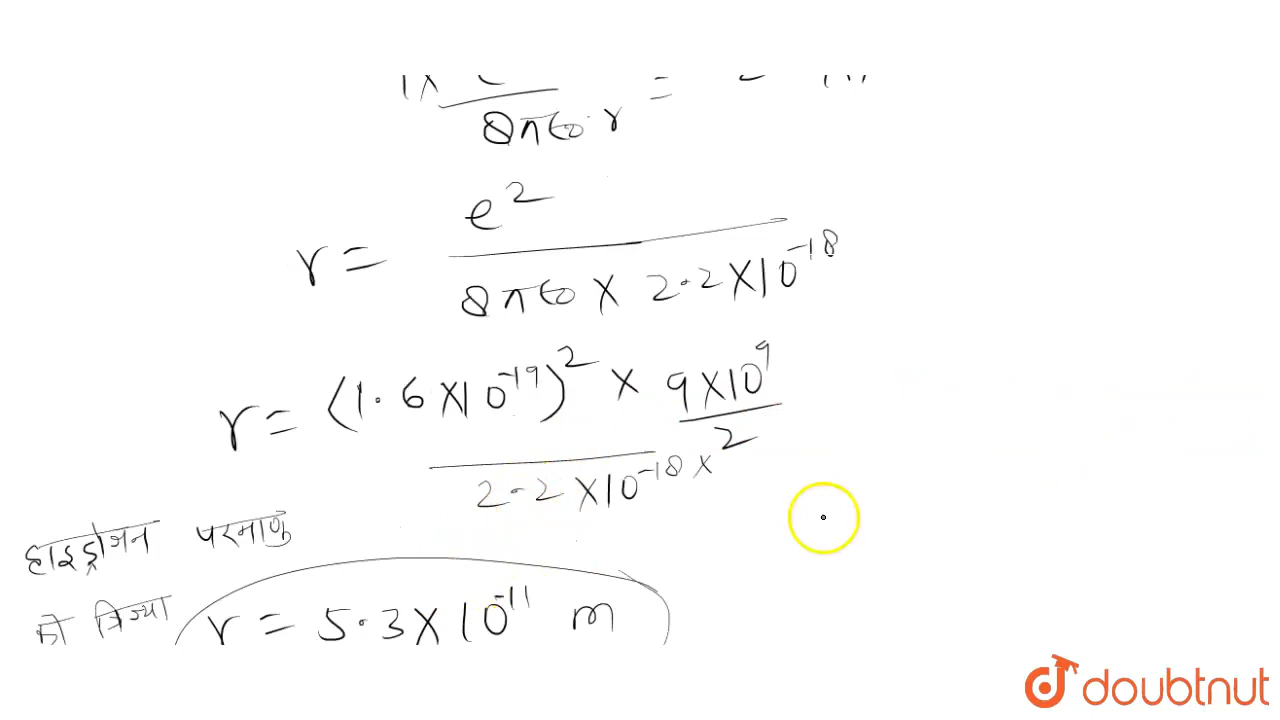 8πε₀ r =
e²
r =
8πε₀ × 2.2×10⁻¹⁸
r = (1.6×10⁻¹⁹)² × 9×10⁹
2
2.2×10⁻¹⁸ ×
हाइड्रोजन परमाणु
की त्रिज्या r = 5.3×10⁻¹¹ m
doubtnut